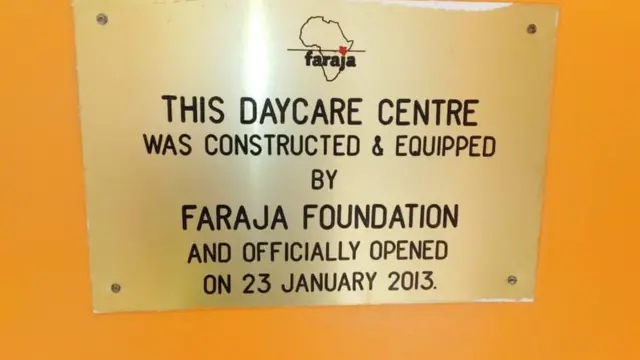 faraja
THIS DAYCARE CENTRE
WAS CONSTRUCTED & EQUIPPED
BY
FARAJA FOUNDATION
AND OFFICIALLY OPENED
ON 23 JANUARY 2013.